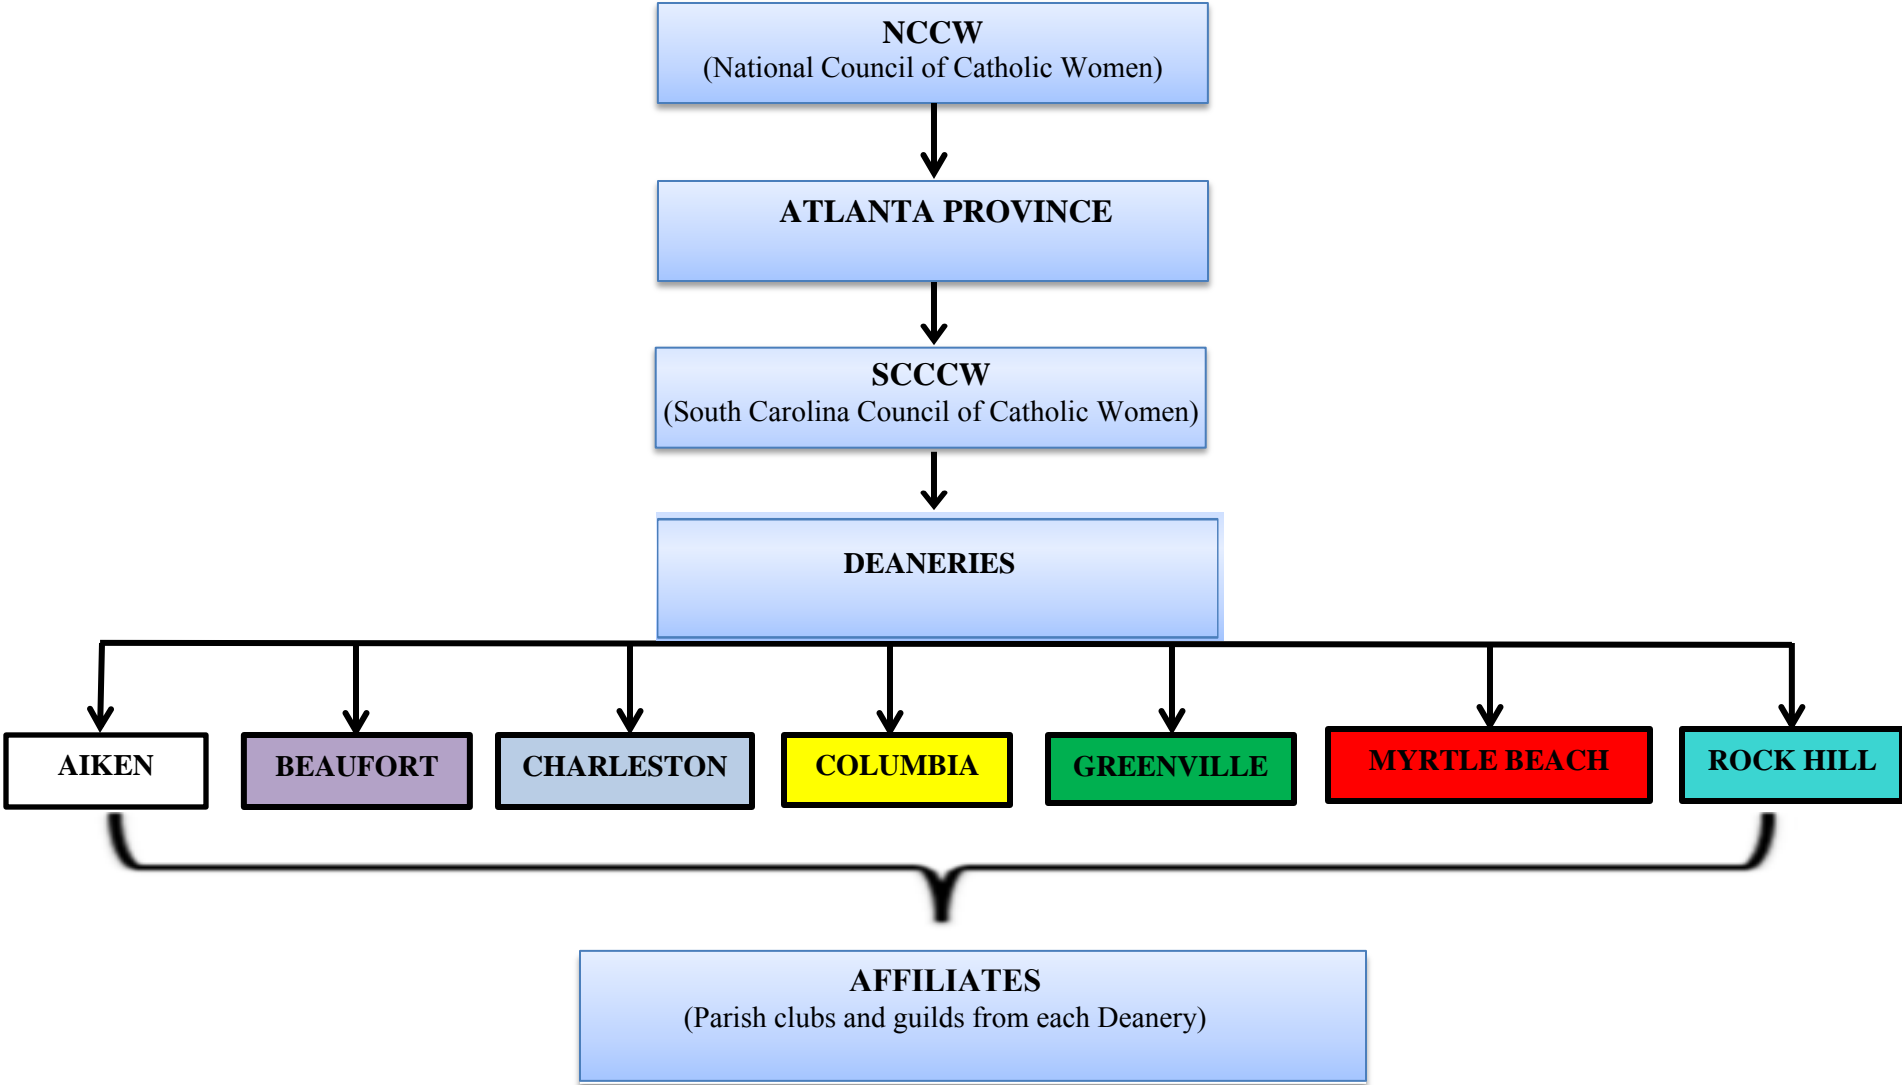 NCCW
(National Council of Catholic Women)
ATLANTA PROVINCE
SCCCW
(South Carolina Council of Catholic Women)
DEANERIES
AIKEN
BEAUFORT
CHARLESTON
COLUMBIA
GREENVILLE
MYRTLE BEACH
ROCK HILL
AFFILIATES
(Parish clubs and guilds from each Deanery)